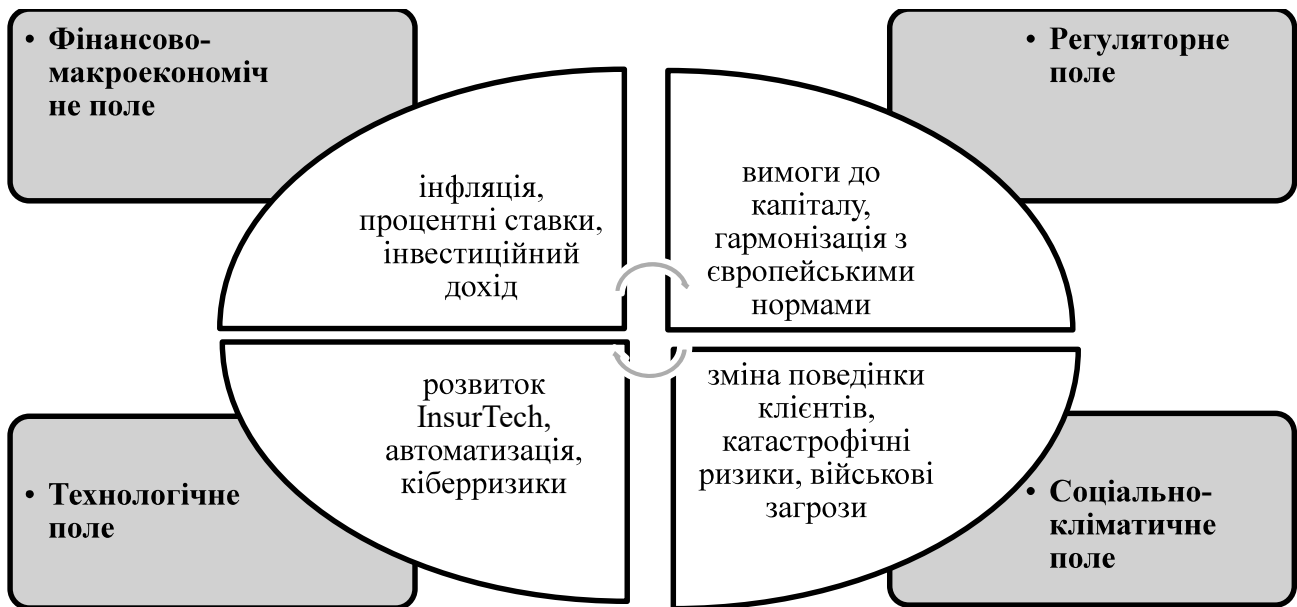 • Фінансово-
макроекономіч
не поле
інфляція,
процентні ставки,
інвестиційний
дохід
• Регуляторне
поле
вимоги до
капіталу,
гармонізація з
європейськими
нормами
• Технологічне
поле
розвиток
InsurTech,
автоматизація,
кіберризики
зміна поведінки
клієнтів,
катастрофічні
ризики, військові
загрози
• Соціально-
кліматичне
поле